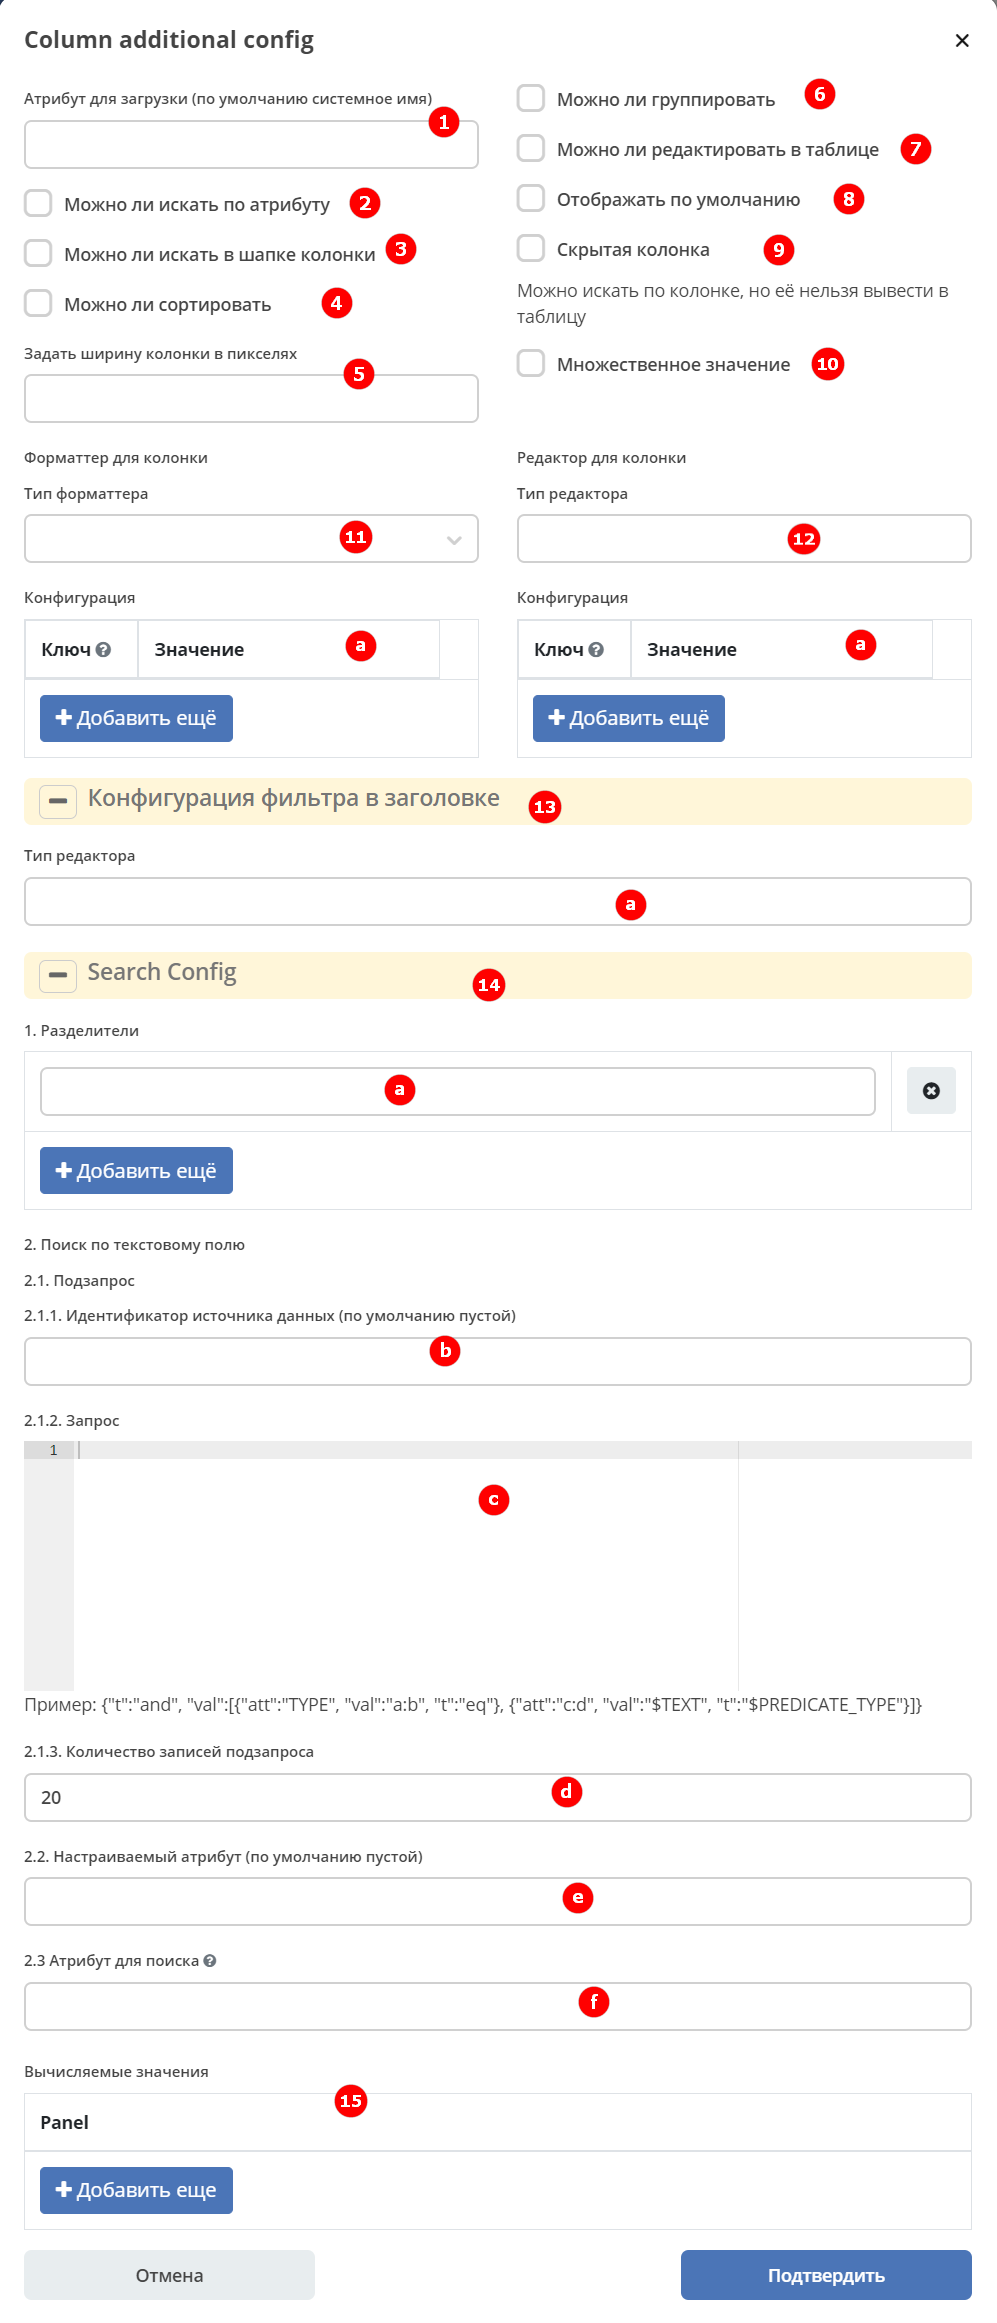 Column additional config
Атрибут для загрузки (по умолчанию системное имя)
1
Можно ли искать по атрибуту 2
Можно ли искать в шапке колонки 3
Можно ли сортировать 4
Задать ширину колонки в пикселях
5
Можно ли группировать 6
Можно ли редактировать в таблице 7
Отображать по умолчанию 8
Скрытая колонка 9
Можно искать по колонке, но её нельзя вывести в
таблицу
Множественное значение 10
Форматтер для колонки
Тип форматтера
11
Конфигурация
Ключ Значение a
Добавить ещё
Редактор для колонки
Тип редактора
12
Конфигурация
Ключ Значение a
Добавить ещё
Конфигурация фильтра в заголовке 13
Тип редактора
a
Search Config 14
1. Разделители
a
Добавить ещё
2. Поиск по текстовому полю
2.1. Подзапрос
2.1.1. Идентификатор источника данных (по умолчанию пустой)
b
2.1.2. Запрос
1
c
Пример: {"t":"and", "val":[{"att":"TYPE", "val":"a:b", "t":"eq"}, {"att":"c:d", "val":"$TEXT", "t":"$PREDICATE_TYPE"}]}
2.1.3. Количество записей подзапроса
20 d
2.2. Настраиваемый атрибут (по умолчанию пустой)
e
2.3 Атрибут для поиска
f
Вычисляемые значения
15
Panel
Добавить еще
Отмена
Подтвердить